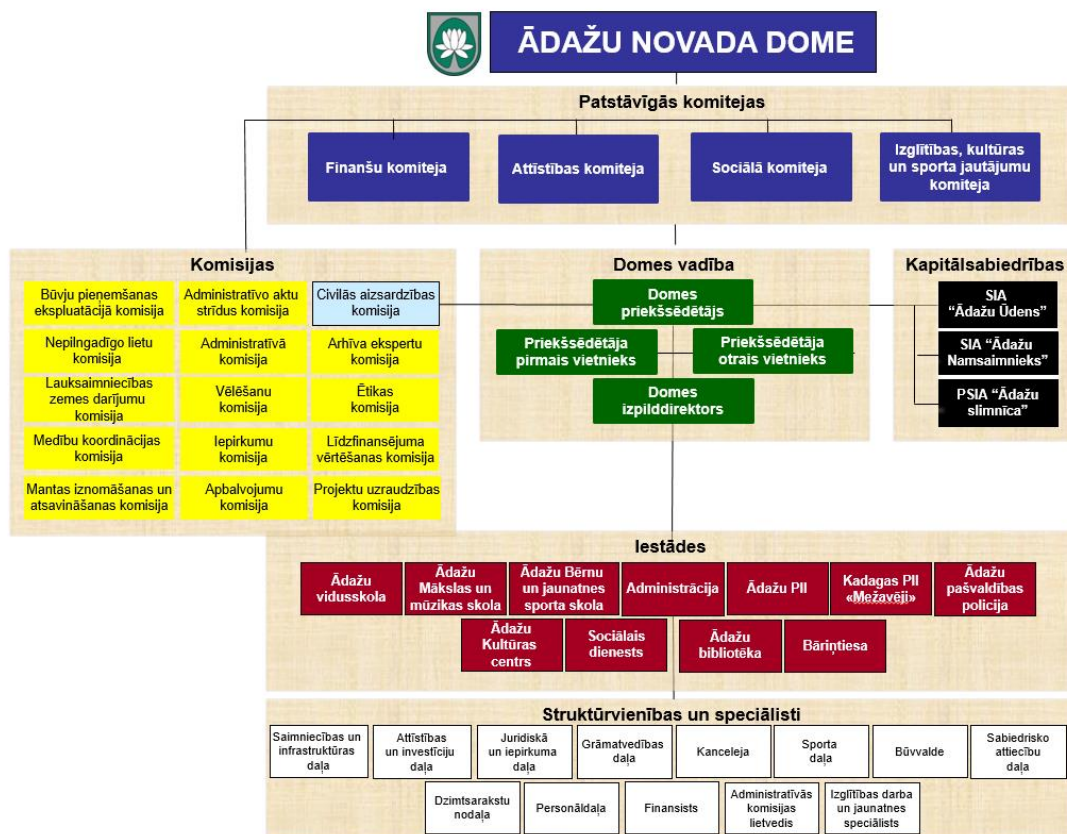 ĀDAŽU NOVADA DOME
Patstāvīgās komitejas
Finanšu komiteja
Attīstības komiteja
Sociālā komiteja
Izglītības, kultūras
un sporta jautājumu
komiteja
Komisijas
Būvju pieņemšanas
ekspluatācijā komisija
Administratīvo aktu
strīdus komisija
Civilās aizsardzības
komisija
Nepilngadīgo lietu
komisija
Administratīvā
komisija
Arhīva ekspertu
komisija
Lauksaimniecības
zemes darījumu
komisija
Vēlēšanu
komisija
Ētikas
komisija
Medību koordinācijas
komisija
Iepirkumu
komisija
Līdzfinansējuma
vērtēšanas komisija
Mantas iznomāšanas un
atsavināšanas komisija
Apbalvojumu
komisija
Projektu uzraudzības
komisija
Domes vadība
Domes
priekšsēdētājs
Priekšsēdētāja
pirmais vietnieks
Priekšsēdētāja
otrais vietnieks
Domes
izpilddirektors
Kapitālsabiedrības
SIA
“Ādažu Ūdens”
SIA “Ādažu
Namsaimnieks”
PSIA “Ādažu
slimnīca”
Iestādes
Ādažu
vidusskola
Ādažu
Mākslas un
mūzikas skola
Ādažu Bērnu
un jaunatnes
sporta skola
Administrācija
Ādažu PII
Kadagas PII
«Mežavēji»
Ādažu
pašvaldības
policija
Ādažu
Kultūras
centrs
Sociālais
dienests
Ādažu
bibliotēka
Bāriņtiesa
Struktūrvienības un speciālisti
Saimniecības un
infrastruktūras
daļa
Attīstības
un investīciju
daļa
Juridiskā
un iepirkuma
daļa
Grāmatvedības
daļa
Kanceleja
Sporta
daļa
Būvvalde
Sabiedrisko
attiecību
daļa
Dzimtsarakstu
nodaļa
Personāldaļa
Finansists
Administratīvās
komisijas
lietvedis
Izglītības darba
un jaunatnes
speciālists